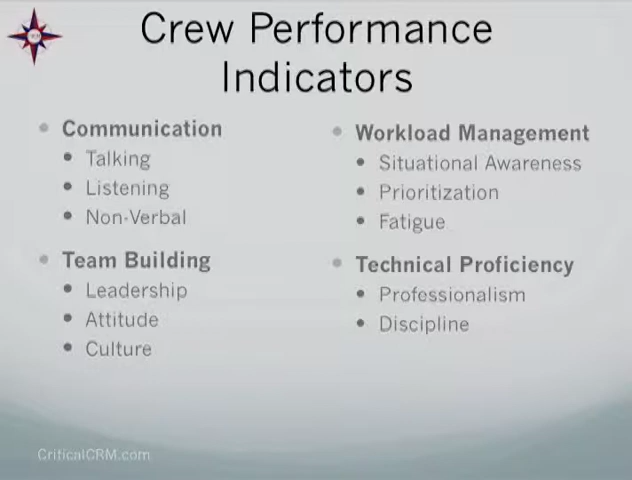 Crew Performance
Indicators
Communication
Talking
Listening
Non-Verbal
Team Building
Leadership
Attitude
Culture
Workload Management
Situational Awareness
Prioritization
Fatigue
Technical Proficiency
Professionalism
Discipline
CriticalCRM.com